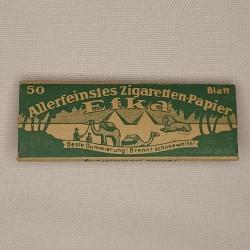 50 Blatt
Allerfeinstes Zigaretten-Papier
Efka
Beste Gummierung! Brennt schneeweiss!